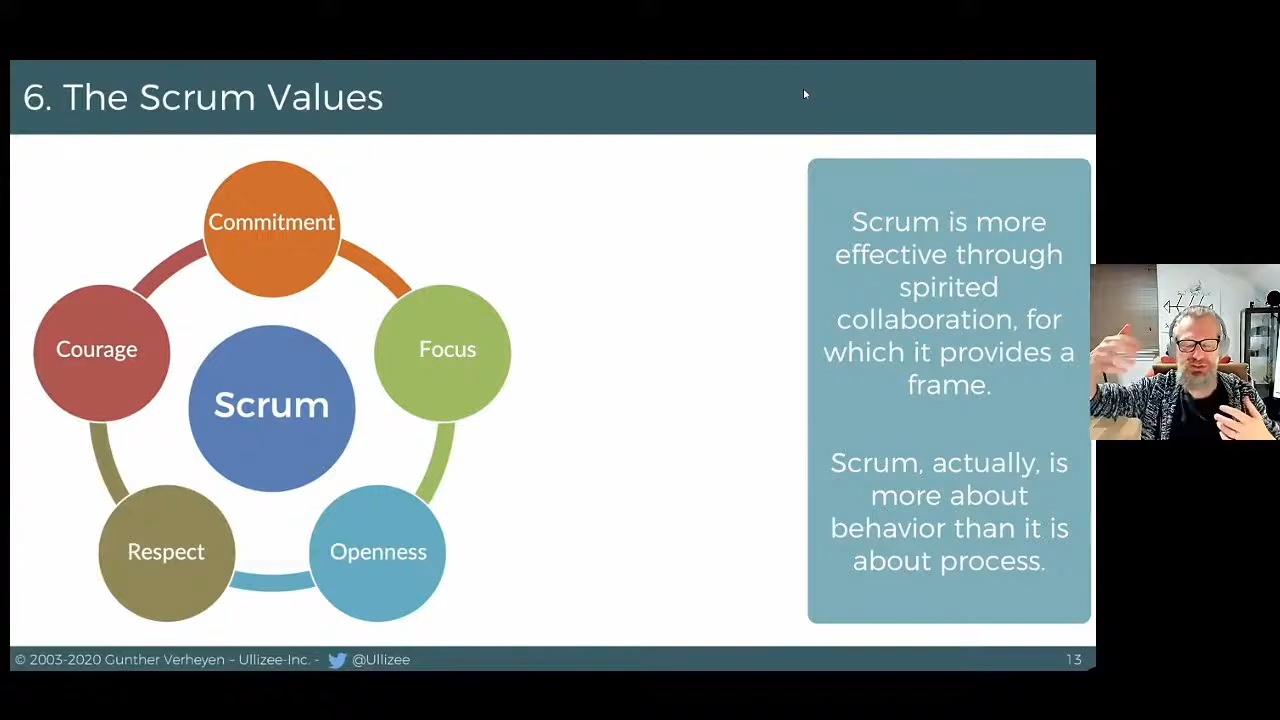 6. The Scrum Values
Commitment
Courage
Focus
Scrum
Respect
Openness
Scrum is more
effective through
spirited
collaboration, for
which it provides a
frame.
Scrum, actually, is
more about
behavior than it is
about process.
© 2003-2020 Gunther Verheyen – Ullizee-Inc. - @Ullizee
13